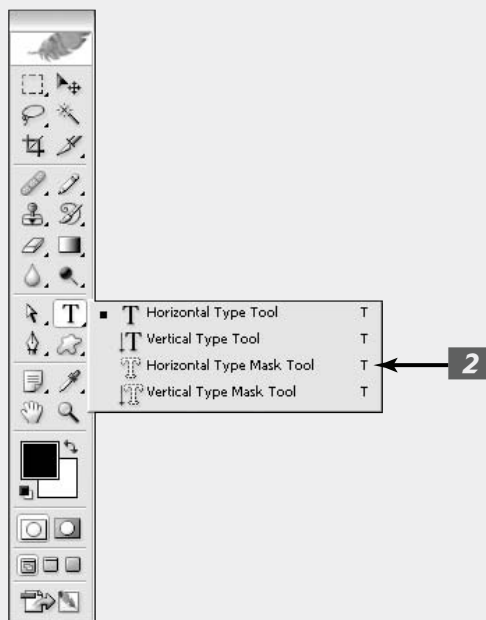 T
Horizontal Type Tool T
T Vertical Type Tool T
Horizontal Type Mask Tool T
2
Vertical Type Mask Tool T